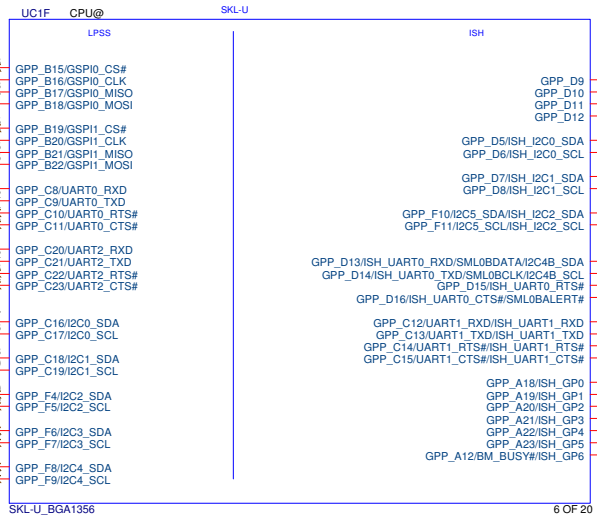 UC1F CPU@ SKL-U
LPSS
GPP_B15/GSPI0_CS#
GPP_B16/GSPI0_CLK
GPP_B17/GSPI0_MISO
GPP_B18/GSPI0_MOSI
GPP_B19/GSPI1_CS#
GPP_B20/GSPI1_CLK
GPP_B21/GSPI1_MISO
GPP_B22/GSPI1_MOSI
GPP_C8/UART0_RXD
GPP_C9/UART0_TXD
GPP_C10/UART0_RTS#
GPP_C11/UART0_CTS#
GPP_C20/UART2_RXD
GPP_C21/UART2_TXD
GPP_C22/UART2_RTS#
GPP_C23/UART2_CTS#
GPP_C16/I2C0_SDA
GPP_C17/I2C0_SCL
GPP_C18/I2C1_SDA
GPP_C19/I2C1_SCL
GPP_F4/I2C2_SDA
GPP_F5/I2C2_SCL
GPP_F6/I2C3_SDA
GPP_F7/I2C3_SCL
GPP_F8/I2C4_SDA
GPP_F9/I2C4_SCL
ISH
GPP_D9
GPP_D10
GPP_D11
GPP_D12
GPP_D5/ISH_I2C0_SDA
GPP_D6/ISH_I2C0_SCL
GPP_D7/ISH_I2C1_SDA
GPP_D8/ISH_I2C1_SCL
GPP_F10/I2C5_SDA/ISH_I2C2_SDA
GPP_F11/I2C5_SCL/ISH_I2C2_SCL
GPP_D13/ISH_UART0_RXD/SML0BDATA/I2C4B_SDA
GPP_D14/ISH_UART0_TXD/SML0BCLK/I2C4B_SCL
GPP_D15/ISH_UART0_RTS#
GPP_D16/ISH_UART0_CTS#/SML0BALERT#
GPP_C12/UART1_RXD/ISH_UART1_RXD
GPP_C13/UART1_TXD/ISH_UART1_TXD
GPP_C14/UART1_RTS#/ISH_UART1_RTS#
GPP_C15/UART1_CTS#/ISH_UART1_CTS#
GPP_A18/ISH_GP0
GPP_A19/ISH_GP1
GPP_A20/ISH_GP2
GPP_A21/ISH_GP3
GPP_A22/ISH_GP4
GPP_A23/ISH_GP5
GPP_A12/BM_BUSY#/ISH_GP6
SKL-U_BGA1356
6 OF 20